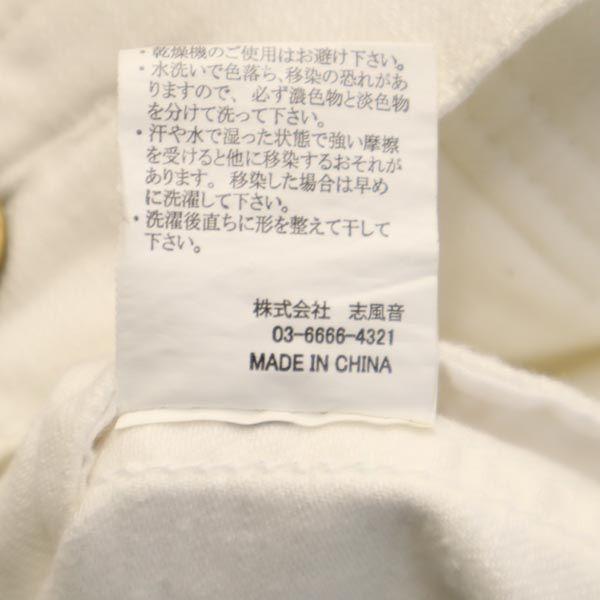 ・乾燥機のご使用はお避け下さい。
・水洗いで色落ち、移染の恐れがあ
りますので、 必ず濃色物と淡色物
を分けて洗って下さい。
・汗や水で湿った状態で強い摩擦
を受けると他に移染するおそれが
あります。 移染した場合は早め
に洗濯して下さい。
・洗濯後直ちに形を整えて干して
下さい。
株式会社　志風音
03-6666-4321
MADE IN CHINA